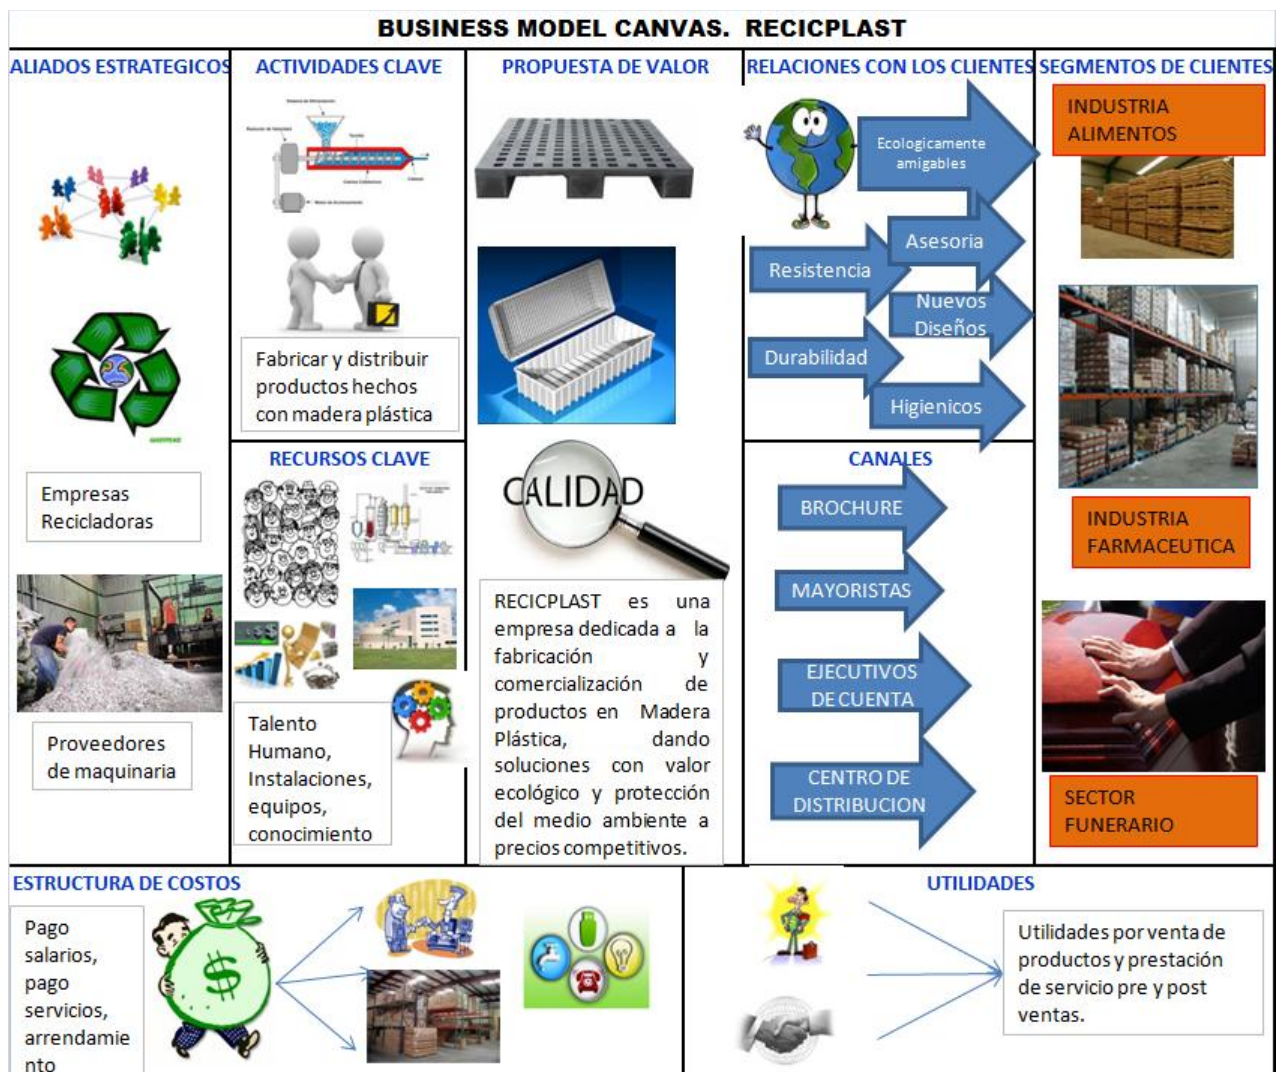 BUSINESS MODEL CANVAS. RECICPLAST
ALIADOS ESTRATEGICOS
Empresas
Recicladoras
Proveedores
de maquinaria
ACTIVIDADES CLAVE
Fabricar y distribuir
productos hechos
con madera plástica
RECURSOS CLAVE
Talento
Humano,
Instalaciones,
equipos,
conocimiento
PROPUESTA DE VALOR
CALIDAD
RECICPLAST es una
empresa dedicada a la
fabricación y
comercialización de
productos en Madera
Plástica, dando
soluciones con valor
ecológico y protección
del medio ambiente a
precios competitivos.
RELACIONES CON LOS CLIENTES
Ecologicamente
amigables
Asesoria
Resistencia
Nuevos
Diseños
Durabilidad
Higienicos
CANALES
BROCHURE
MAYORISTAS
EJECUTIVOS
DE CUENTA
CENTRO DE
DISTRIBUCION
SEGMENTOS DE CLIENTES
INDUSTRIA
ALIMENTOS
INDUSTRIA
FARMACEUTICA
SECTOR
FUNERARIO
ESTRUCTURA DE COSTOS
Pago
salarios,
pago
servicios,
arrendamie
nto
$
UTILIDADES
Utilidades por venta de
productos y prestación
de servicio pre y post
ventas.